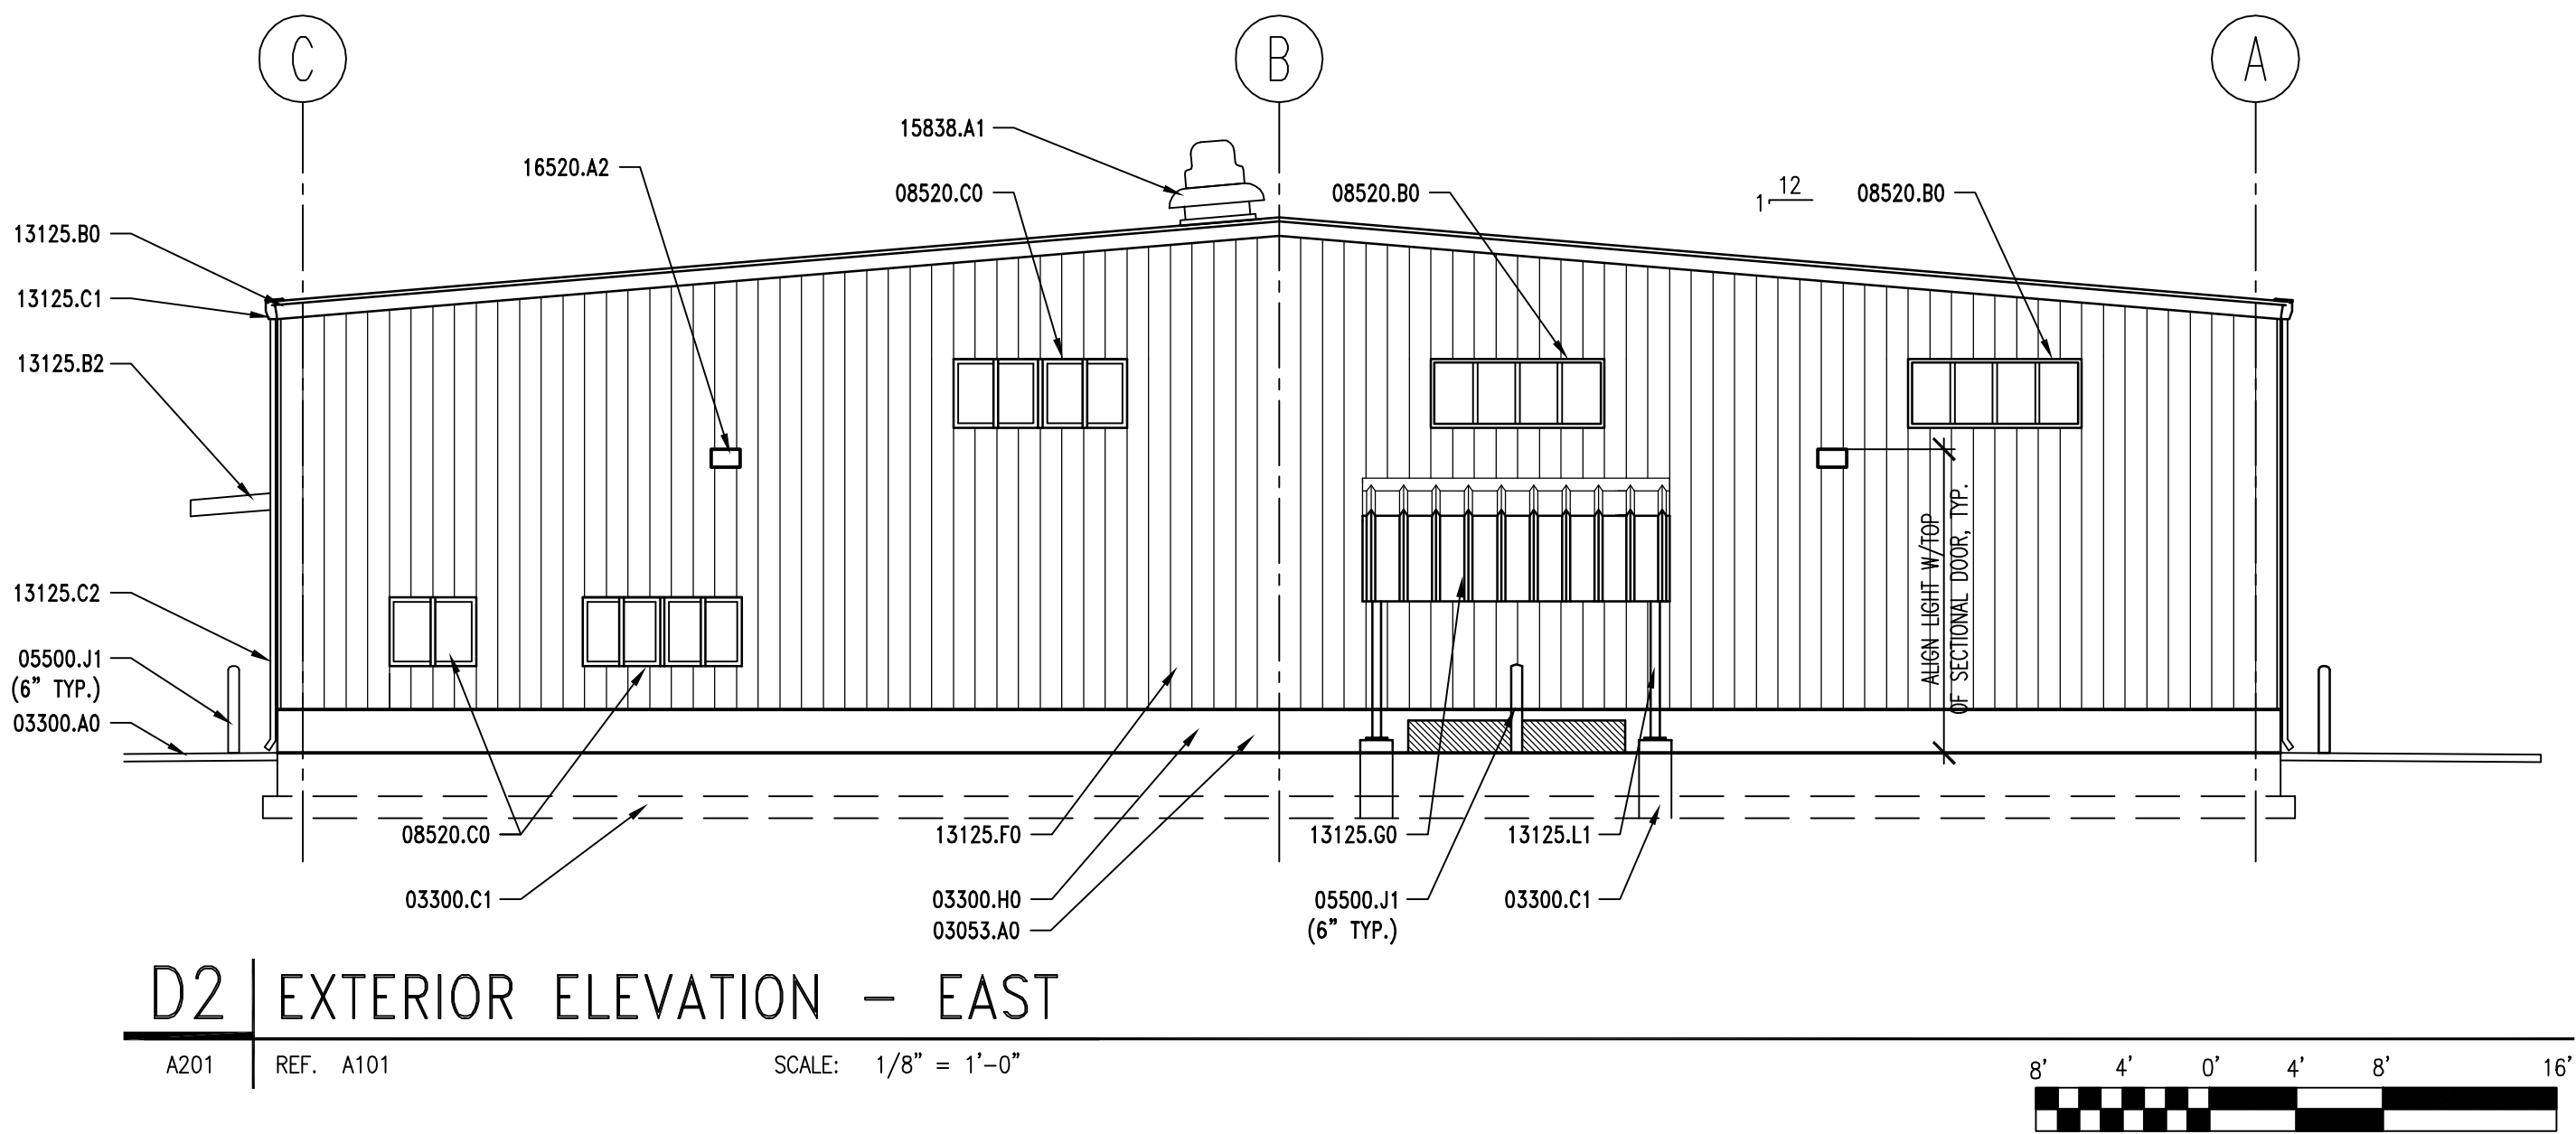 C
B
A
15838.A1
16520.A2
08520.C0
08520.B0
12
1
08520.B0
13125.B0
13125.C1
13125.B2
13125.C2
05500.J1
(6" TYP.)
03300.A0
ALIGN LIGHT W/TOP
OF SECTIONAL DOOR, TYP.
08520.C0
13125.F0
13125.G0
13125.L1
03300.C1
03300.H0
03053.A0
05500.J1
(6" TYP.)
03300.C1
D2 EXTERIOR ELEVATION - EAST
A201 REF. A101 SCALE: 1/8" = 1'-0"
8' 4' 0' 4' 8' 16'